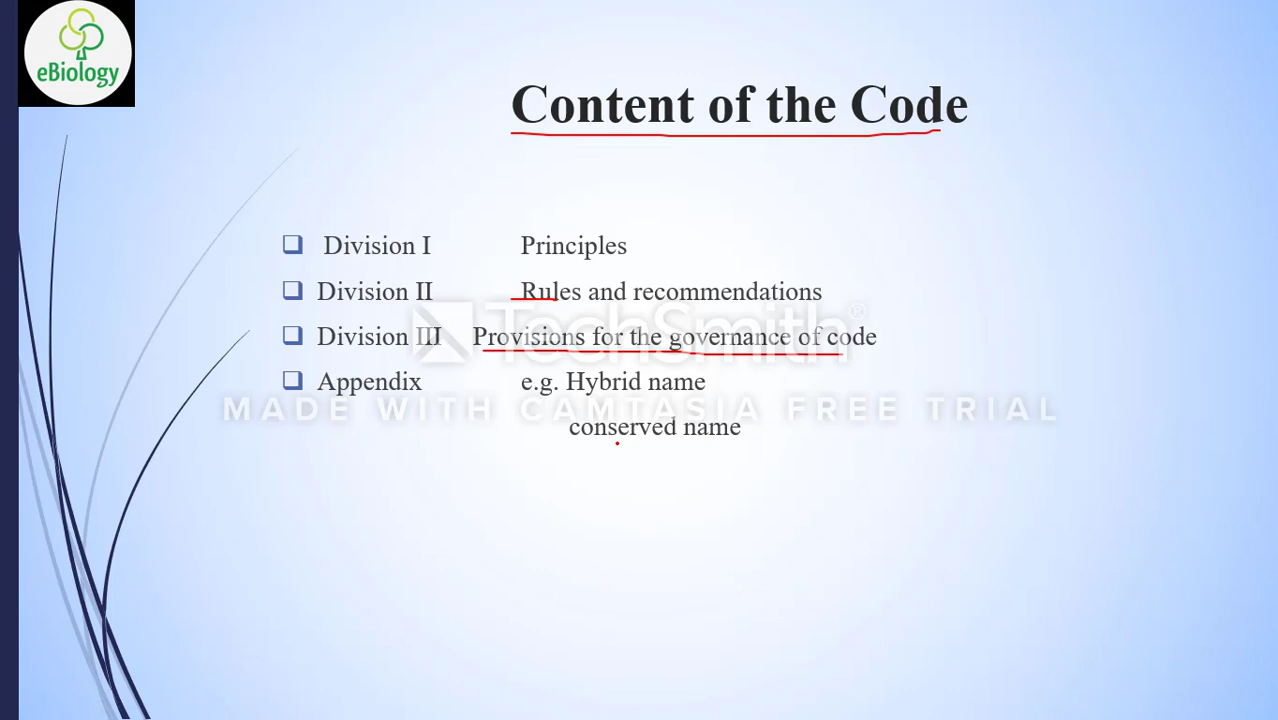 eBiology
Content of the Code
Division I Principles
Division II Rules and recommendations
Division III Provisions for the governance of code
Appendix e.g. Hybrid name
conserved name
TechSmith®
MADE WITH CAMTASIA FREE TRIAL